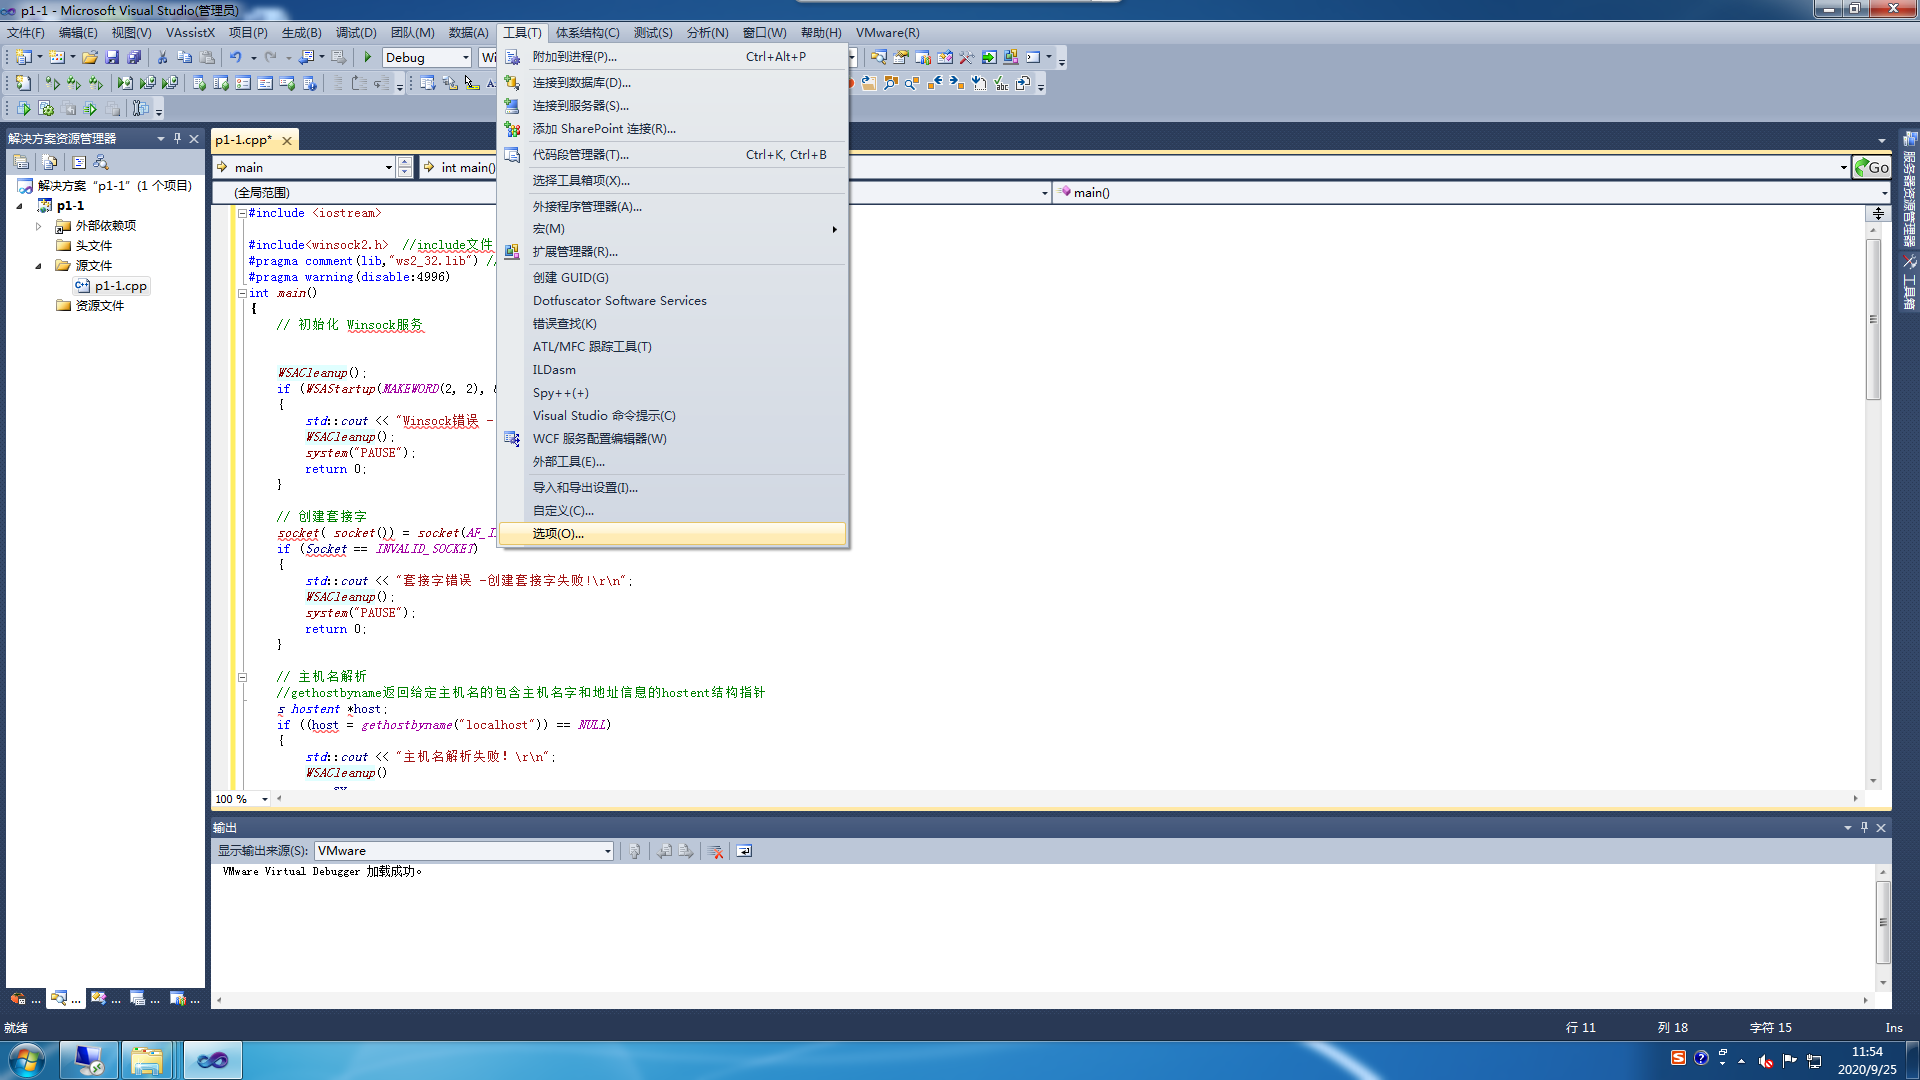 p1-1 - Microsoft Visual Studio(管理员)
文件(F) 编辑(E) 视图(V) VAssistX 项目(P) 生成(B) 调试(D) 团队(M) 数据(A) 工具(T) 体系结构(C) 测试(S) 分析(N) 窗口(W) 帮助(H) VMware(R)
Debug
附加到进程(P)... Ctrl+Alt+P
连接到数据库(D)...
连接到服务器(S)...
添加 SharePoint 连接(R)...
代码段管理器(T)... Ctrl+K, Ctrl+B
选择工具箱项(X)...
外接程序管理器(A)...
宏(M)
扩展管理器(R)...
创建 GUID(G)
Dotfuscator Software Services
错误查找(K)
ATL/MFC 跟踪工具(T)
ILDasm
Spy++(+)
Visual Studio 命令提示(C)
WCF 服务配置编辑器(W)
外部工具(E)...
导入和导出设置(I)...
自定义(C)...
选项(O)...
解决方案资源管理器
解决方案 "p1-1" (1 个项目)
p1-1
外部依赖项
头文件
源文件
p1-1.cpp
资源文件
p1-1.cpp*
main
int main()
Go
(全局范围)
main()
#include <iostream>
#include<winsock2.h> //include文件
#pragma comment(lib,"ws2_32.lib") //
#pragma warning(disable:4996)
int main()
{
// 初始化 Winsock服务
WSACleanup();
if (WSAStartup(MAKEWORD(2, 2), &
{
std::cout << "Winsock错误 -
WSACleanup();
system("PAUSE");
return 0;
}
// 创建套接字
socket( socket()) = socket(AF_I
if (Socket == INVALID_SOCKET)
{
std::cout << "套接字错误 -创建套接字失败!\r\n";
WSACleanup();
system("PAUSE");
return 0;
}
// 主机名解析
//gethostbyname返回给定主机名的包含主机名字和地址信息的hostent结构指针
s hostent *host;
if ((host = gethostbyname("localhost")) == NULL)
{
std::cout << "主机名解析失败! \r\n";
WSACleanup()
100 %
输出
显示输出来源(S): VMware
VMware Virtual Debugger 加载成功。
服务器资源管理器
工具箱
就绪
行 11 列 18 字符 15 Ins
11:54
2020/9/25